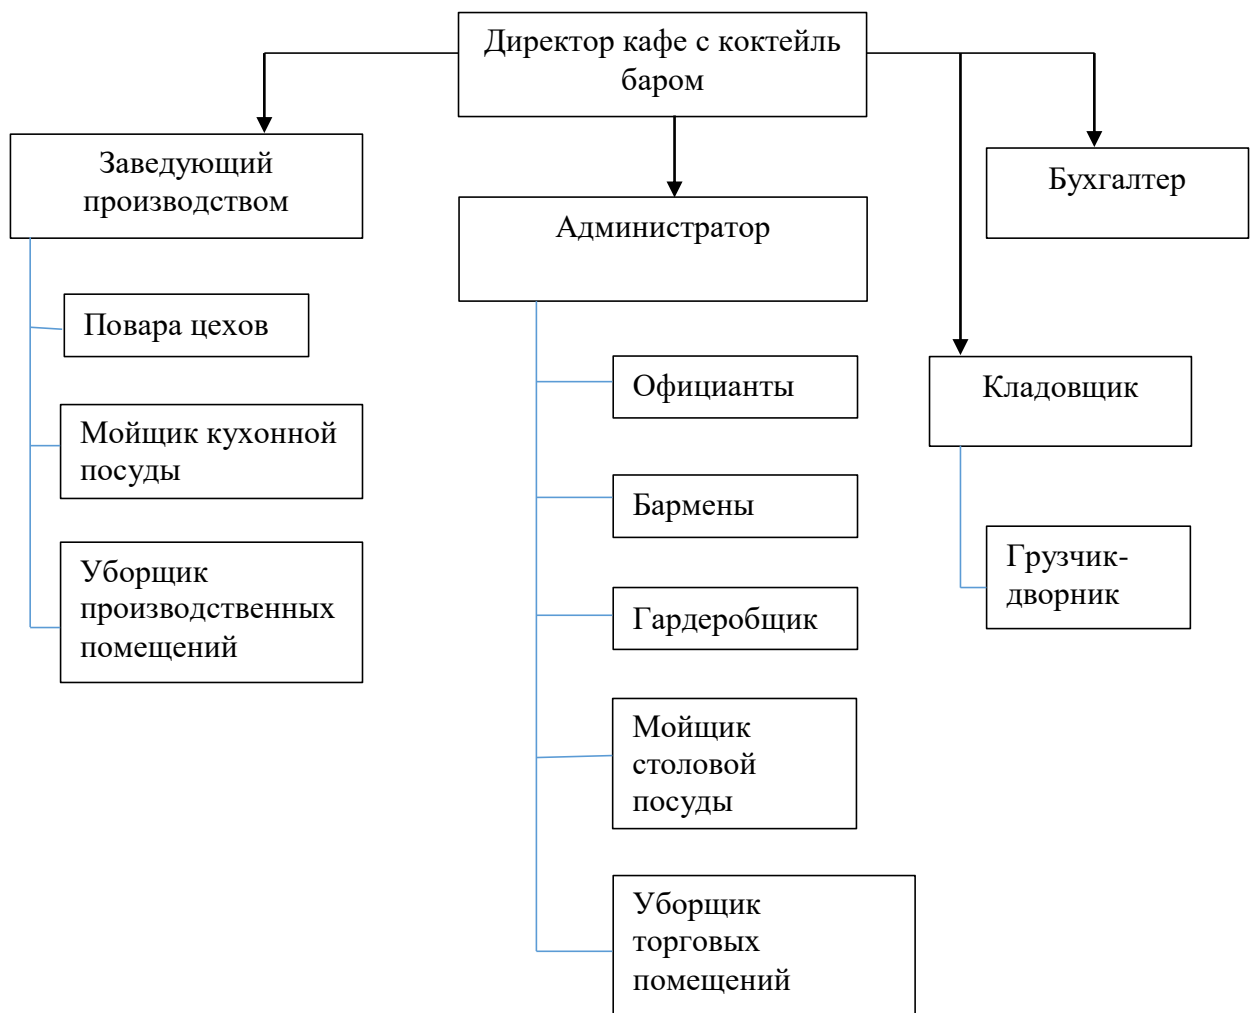 Директор кафе с коктейль
баром
Заведующий
производством
Администратор
Бухгалтер
Повара цехов
Официанты
Кладовщик
Мойщик кухонной
посуды
Бармены
Уборщик
производственных
помещений
Грузчик-
дворник
Гардеробщик
Мойщик
столовой
посуды
Уборщик
торговых
помещений